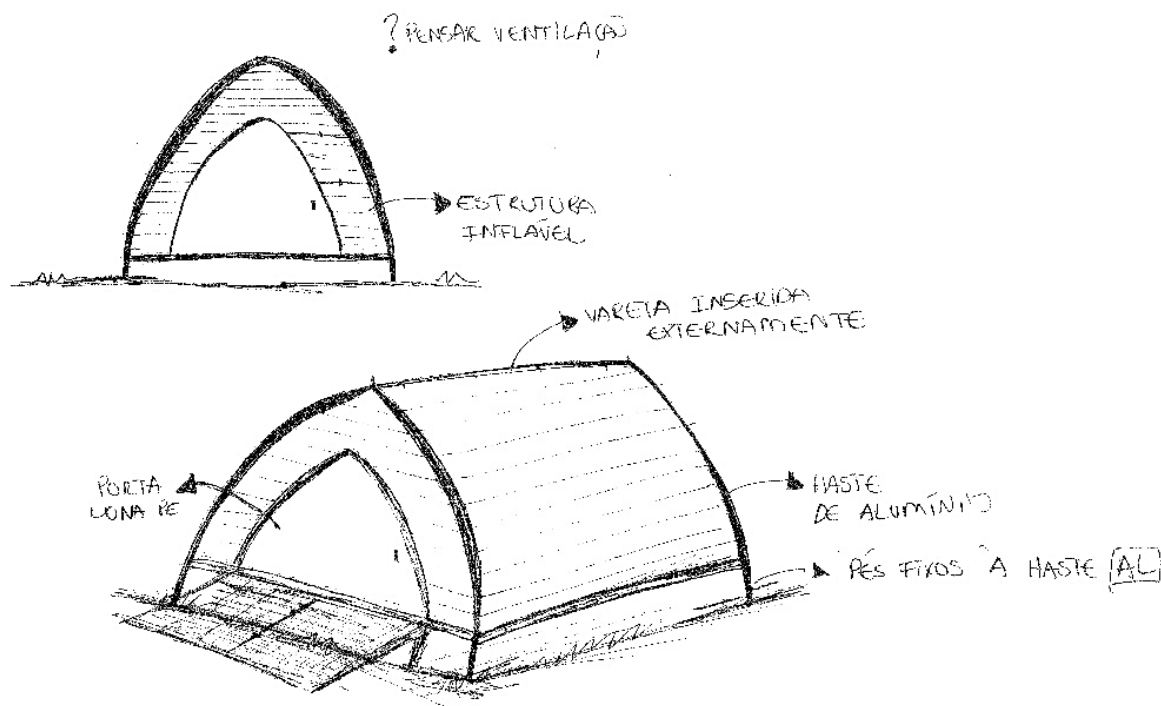 ? PENSAR VENTILAÇÃO
ESTRUTURA
INFLÁVEL
VARETA INSERIDA
EXTERNAMENTE
PORTA
LONA PE
HASTE
DE ALUMÍNIO
PÉS FIXOS À HASTE AL